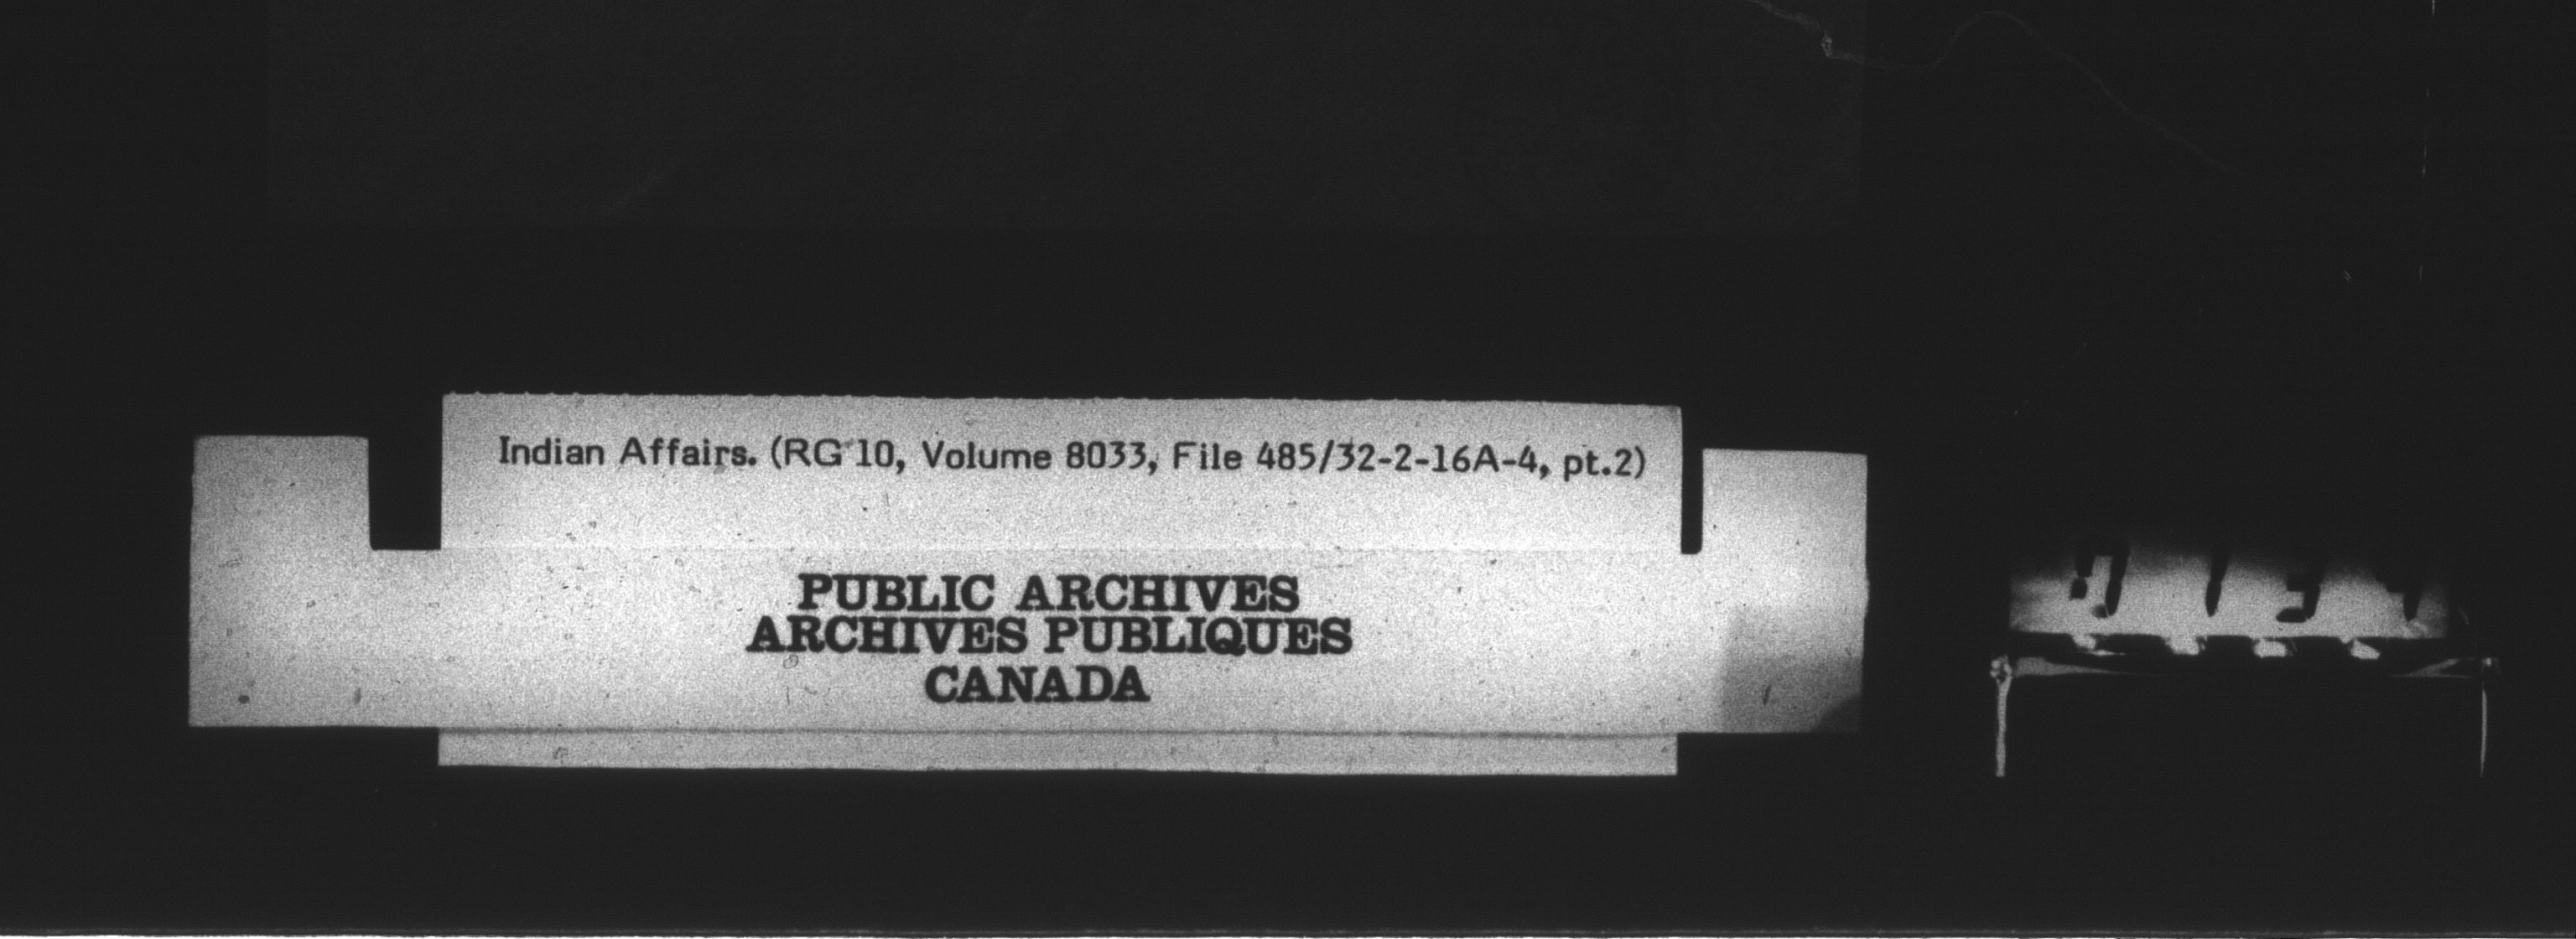 Indian Affairs. (RG 10, Volume 8033, File 485/32-2-16A-4, pt.2)
PUBLIC ARCHIVES
ARCHIVES PUBLIQUES
CANADA